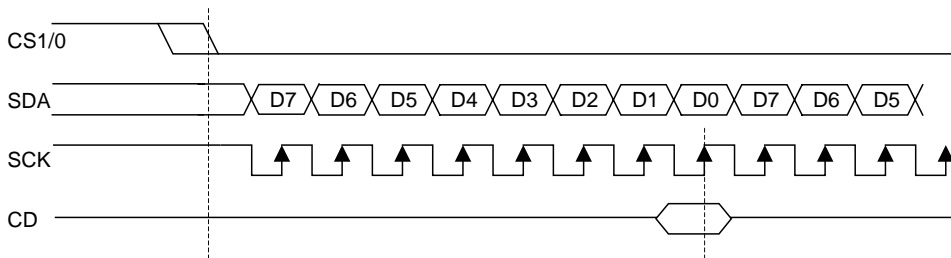 CS1/0
SDA D7 D6 D5 D4 D3 D2 D1 D0 D7 D6 D5
SCK
CD